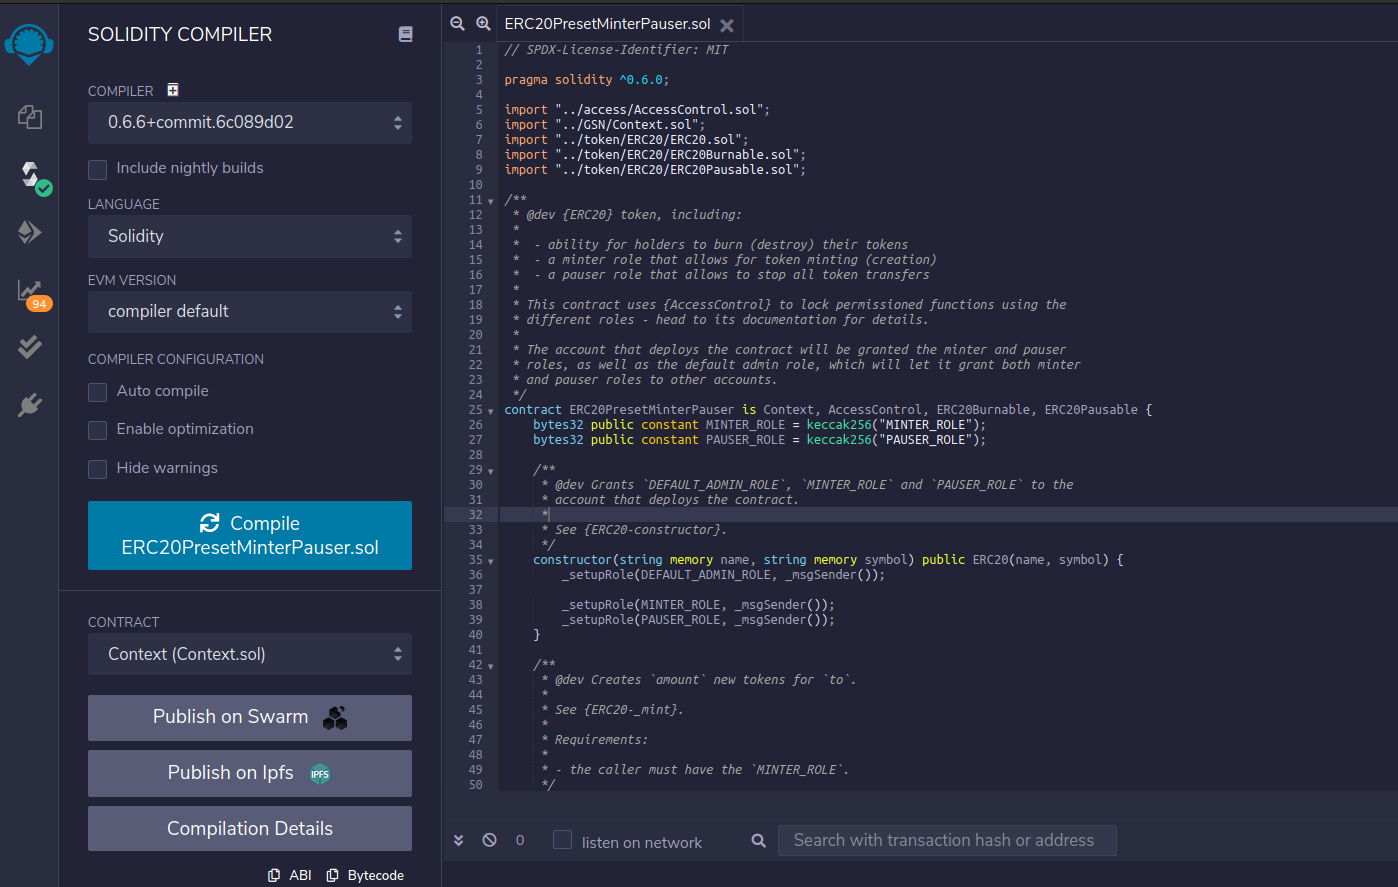 SOLIDITY COMPILER
COMPILER
0.6.6+commit.6c089d02
Include nightly builds
LANGUAGE
Solidity
EVM VERSION
compiler default
94
COMPILER CONFIGURATION
Auto compile
Enable optimization
Hide warnings
Compile
ERC20PresetMinterPauser.sol
CONTRACT
Context (Context.sol)
Publish on Swarm
Publish on Ipfs IPFS
Compilation Details
ABI Bytecode
ERC20PresetMinterPauser.sol
1 // SPDX-License-Identifier: MIT
2
3 pragma solidity ^0.6.0;
4
5 import "../access/AccessControl.sol";
6 import "../GSN/Context.sol";
7 import "../token/ERC20/ERC20.sol";
8 import "../token/ERC20/ERC20Burnable.sol";
9 import "../token/ERC20/ERC20Pausable.sol";
10
11 /**
12 * @dev {ERC20} token, including:
13 *
14 * - ability for holders to burn (destroy) their tokens
15 * - a minter role that allows for token minting (creation)
16 * - a pauser role that allows to stop all token transfers
17 *
18 * This contract uses {AccessControl} to lock permissioned functions using the
19 * different roles - head to its documentation for details.
20 *
21 * The account that deploys the contract will be granted the minter and pauser
22 * roles, as well as the default admin role, which will let it grant both minter
23 * and pauser roles to other accounts.
24 */
25 contract ERC20PresetMinterPauser is Context, AccessControl, ERC20Burnable, ERC20Pausable {
26 bytes32 public constant MINTER_ROLE = keccak256("MINTER_ROLE");
27 bytes32 public constant PAUSER_ROLE = keccak256("PAUSER_ROLE");
28
29 /**
30 * @dev Grants `DEFAULT_ADMIN_ROLE`, `MINTER_ROLE` and `PAUSER_ROLE` to the
31 * account that deploys the contract.
32 *
33 * See {ERC20-constructor}.
34 */
35 constructor(string memory name, string memory symbol) public ERC20(name, symbol) {
36 _setupRole(DEFAULT_ADMIN_ROLE, _msgSender());
37
38 _setupRole(MINTER_ROLE, _msgSender());
39 _setupRole(PAUSER_ROLE, _msgSender());
40 }
41
42 /**
43 * @dev Creates `amount` new tokens for `to`.
44 *
45 * See {ERC20-_mint}.
46 *
47 * Requirements:
48 *
49 * - the caller must have the `MINTER_ROLE`.
50 */
0 listen on network Search with transaction hash or address